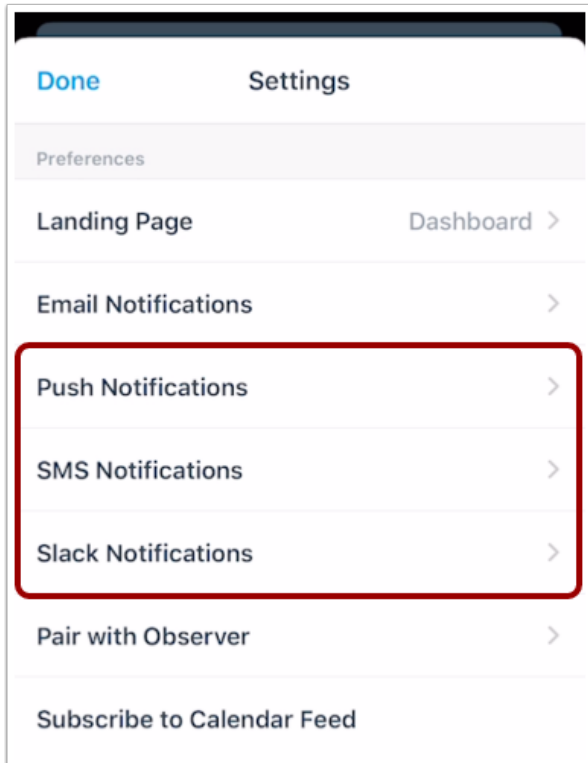 Done Settings
Preferences
Landing Page Dashboard
Email Notifications
Push Notifications
SMS Notifications
Slack Notifications
Pair with Observer
Subscribe to Calendar Feed